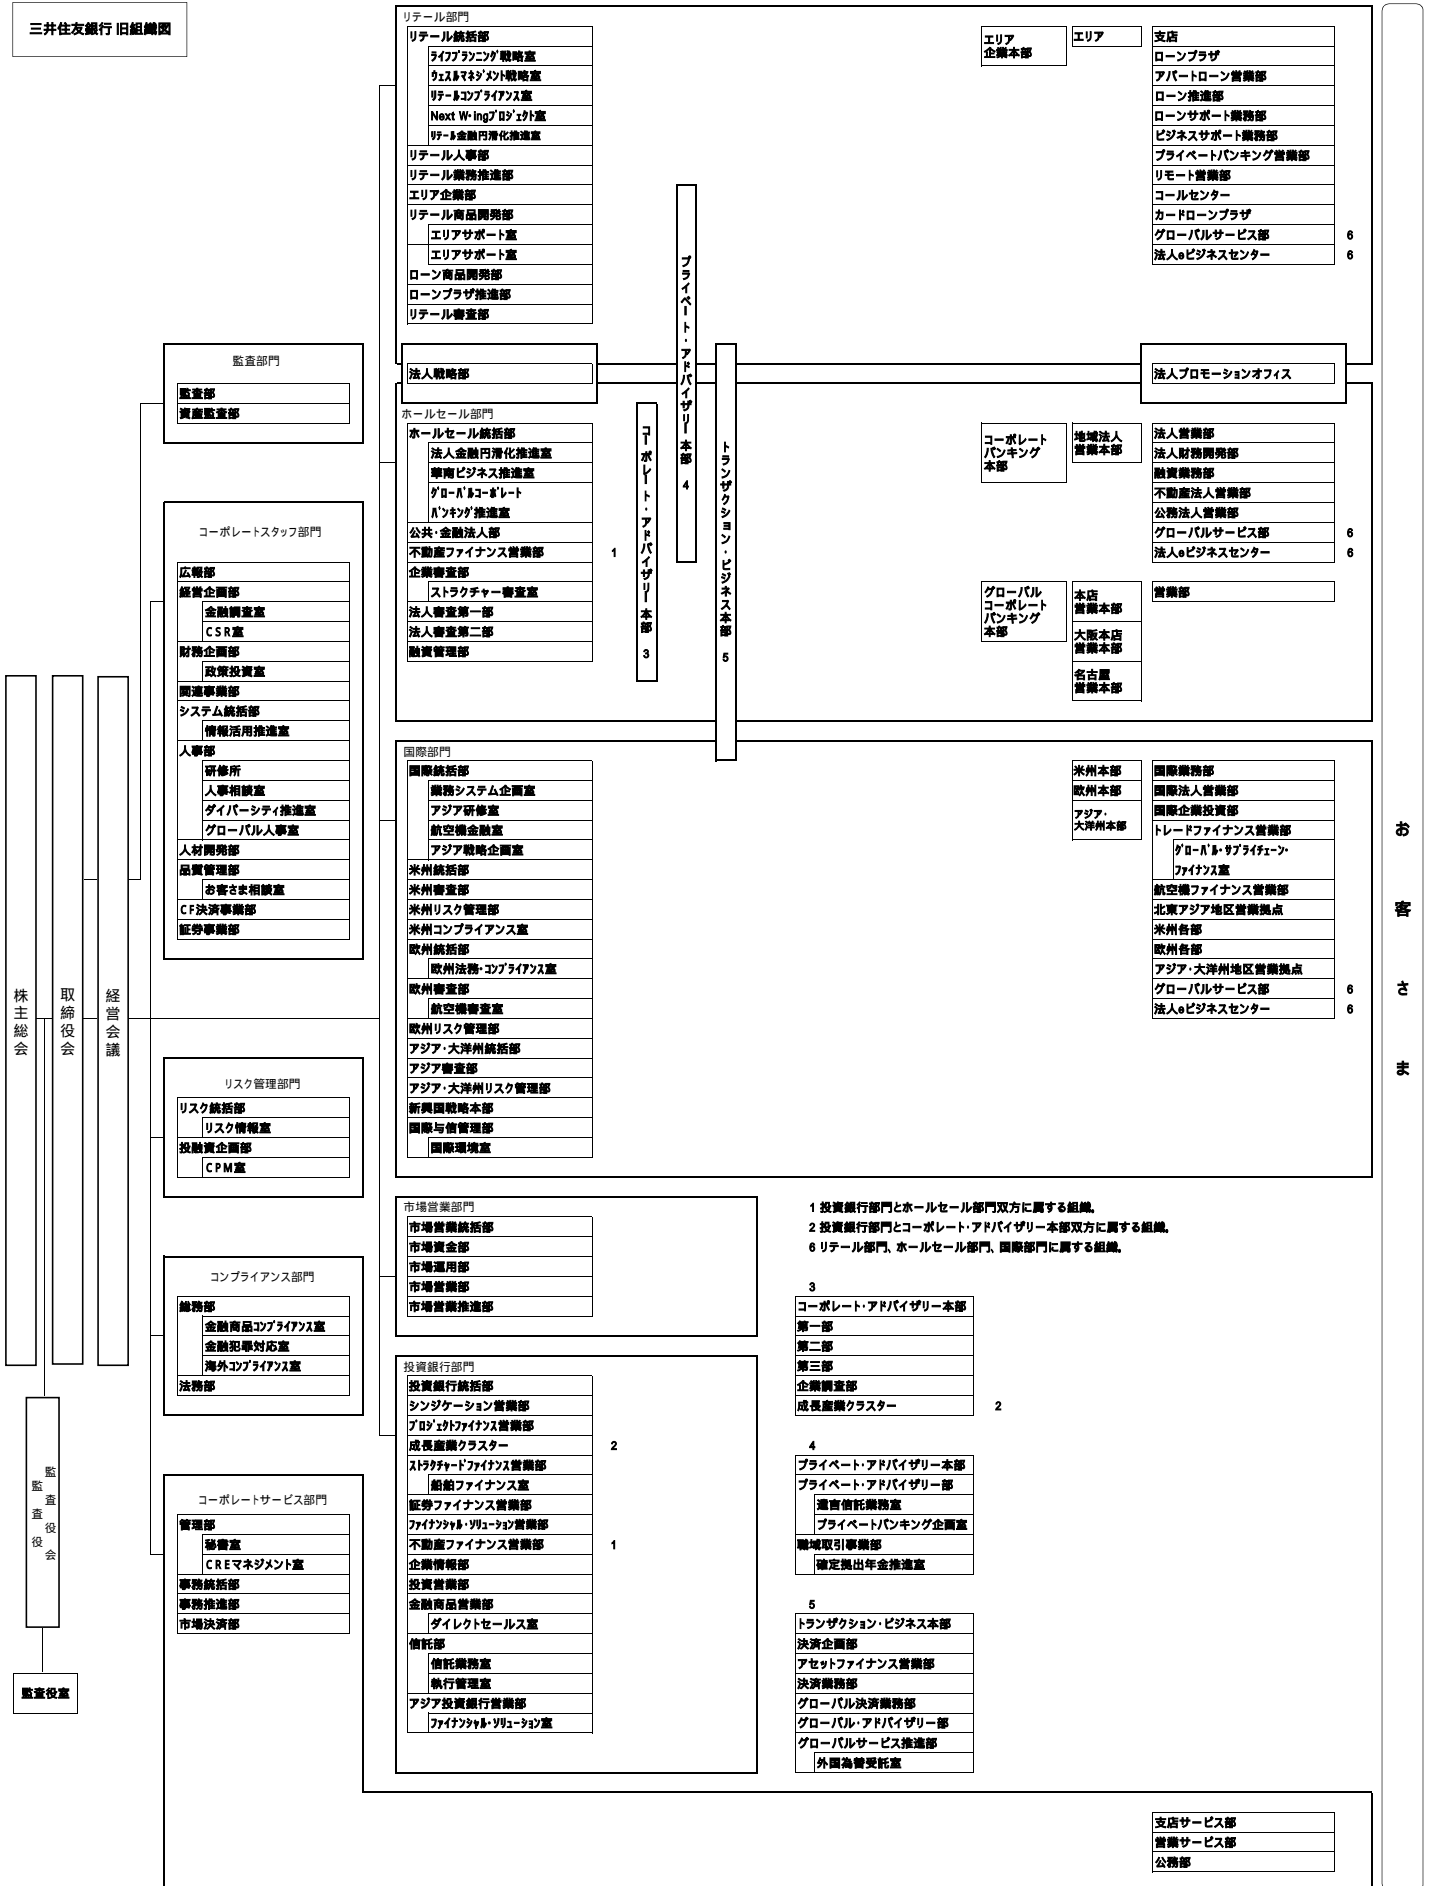 三井住友銀行 旧組織図
リテール部門
リテール統括部
ライフプランニング戦略室
ウェルスマネジメント戦略室
リテールコンプライアンス室
Next W・ingプロジェクト室
リテール金融円滑化推進室
リテール人事部
リテール業務推進部
エリア企業部
リテール商品開発部
エリアサポート室
エリアサポート室
ローン商品開発部
ローンプラザ推進部
リテール審査部
エリア
企業本部
エリア
支店
ローンプラザ
アパートローン営業部
ローン推進部
ローンサポート業務部
ビジネスサポート業務部
プライベートバンキング営業部
リモート営業部
コールセンター
カードローンプラザ
グローバルサービス部 6
法人eビジネスセンター 6
法人戦略部
法人プロモーションオフィス
プライベート・アドバイザリー本部 4
コーポレート・アドバイザリー本部 3
トランザクション・ビジネス本部 5
ホールセール部門
ホールセール統括部
法人金融円滑化推進室
華南ビジネス推進室
グローバルコーポレート
バンキング推進室
公共・金融法人部
不動産ファイナンス営業部 1
企業審査部
ストラクチャー審査室
法人審査第一部
法人審査第二部
融資管理部
コーポレート
バンキング
本部
地域法人
営業本部
法人営業部
法人財務開発部
融資業務部
不動産法人営業部
公務法人営業部
グローバルサービス部 6
法人eビジネスセンター 6
グローバル
コーポレート
バンキング
本部
本店
営業本部
大阪本店
営業本部
名古屋
営業本部
営業部
国際部門
国際統括部
業務システム企画室
アジア研修室
航空機金融室
アジア戦略企画室
米州統括部
米州審査部
米州リスク管理部
米州コンプライアンス室
欧州統括部
欧州法務・コンプライアンス室
欧州審査部
航空機審査室
欧州リスク管理部
アジア・大洋州統括部
アジア審査部
アジア・大洋州リスク管理部
新興国戦略本部
国際与信管理部
国際環境室
米州本部
欧州本部
アジア・
大洋州本部
国際業務部
国際法人営業部
国際企業投資部
トレードファイナンス営業部
グローバル・サプライチェーン・
ファイナンス室
航空機ファイナンス営業部
北東アジア地区営業拠点
米州各部
欧州各部
アジア・大洋州地区営業拠点
グローバルサービス部 6
法人eビジネスセンター 6
お客さま
監査部門
監査部
資産監査部
コーポレートスタッフ部門
広報部
経営企画部
金融調査室
CSR室
財務企画部
政策投資室
関連事業部
システム統括部
情報活用推進室
人事部
研修所
人事相談室
ダイバーシティ推進室
グローバル人事室
人材開発部
品質管理部
お客さま相談室
CF決済事業部
証券事業部
株主総会
取締役会
経営会議
リスク管理部門
リスク統括部
リスク情報室
投融資企画部
CPM室
コンプライアンス部門
総務部
金融商品コンプライアンス室
金融犯罪対応室
海外コンプライアンス室
法務部
コーポレートサービス部門
管理部
秘書室
CREマネジメント室
事務統括部
事務推進部
市場決済部
監査役会
監査役
監査役室
市場営業部門
市場営業統括部
市場資金部
市場運用部
市場営業部
市場営業推進部
投資銀行部門
投資銀行統括部
シンジケーション営業部
プロジェクトファイナンス営業部
成長産業クラスター 2
ストラクチャードファイナンス営業部
船舶ファイナンス室
証券ファイナンス営業部
ファイナンシャル・ソリューション営業部
不動産ファイナンス営業部 1
企業情報部
投資営業部
金融商品営業部
ダイレクトセールス室
信託部
信託業務室
執行管理室
アジア投資銀行営業部
ファイナンシャル・ソリューション室
1 投資銀行部門とホールセール部門双方に属する組織。
2 投資銀行部門とコーポレート・アドバイザリー本部双方に属する組織。
6 リテール部門、ホールセール部門、国際部門に属する組織。
3
コーポレート・アドバイザリー本部
第一部
第二部
第三部
企業調査部
成長産業クラスター 2
4
プライベート・アドバイザリー本部
プライベート・アドバイザリー部
遺言信託業務室
プライベートバンキング企画室
職域取引事業部
確定拠出年金推進室
5
トランザクション・ビジネス本部
決済企画部
アセットファイナンス営業部
決済業務部
グローバル決済業務部
グローバル・アドバイザリー部
グローバルサービス推進部
外国為替受託室
支店サービス部
営業サービス部
公務部